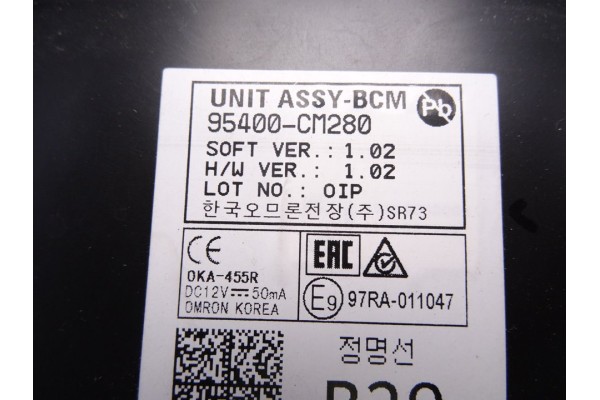 UNIT ASSY-BCM
Pb
95400-CM280
SOFT VER.: 1.02
H/W VER.: 1.02
LOT NO.: OIP
한국오므론전장(주)SR73
CE
OKA-455R
DC12V⎓50mA
OMRON KOREA
EAC
E9 97RA-011047
정명선
B29